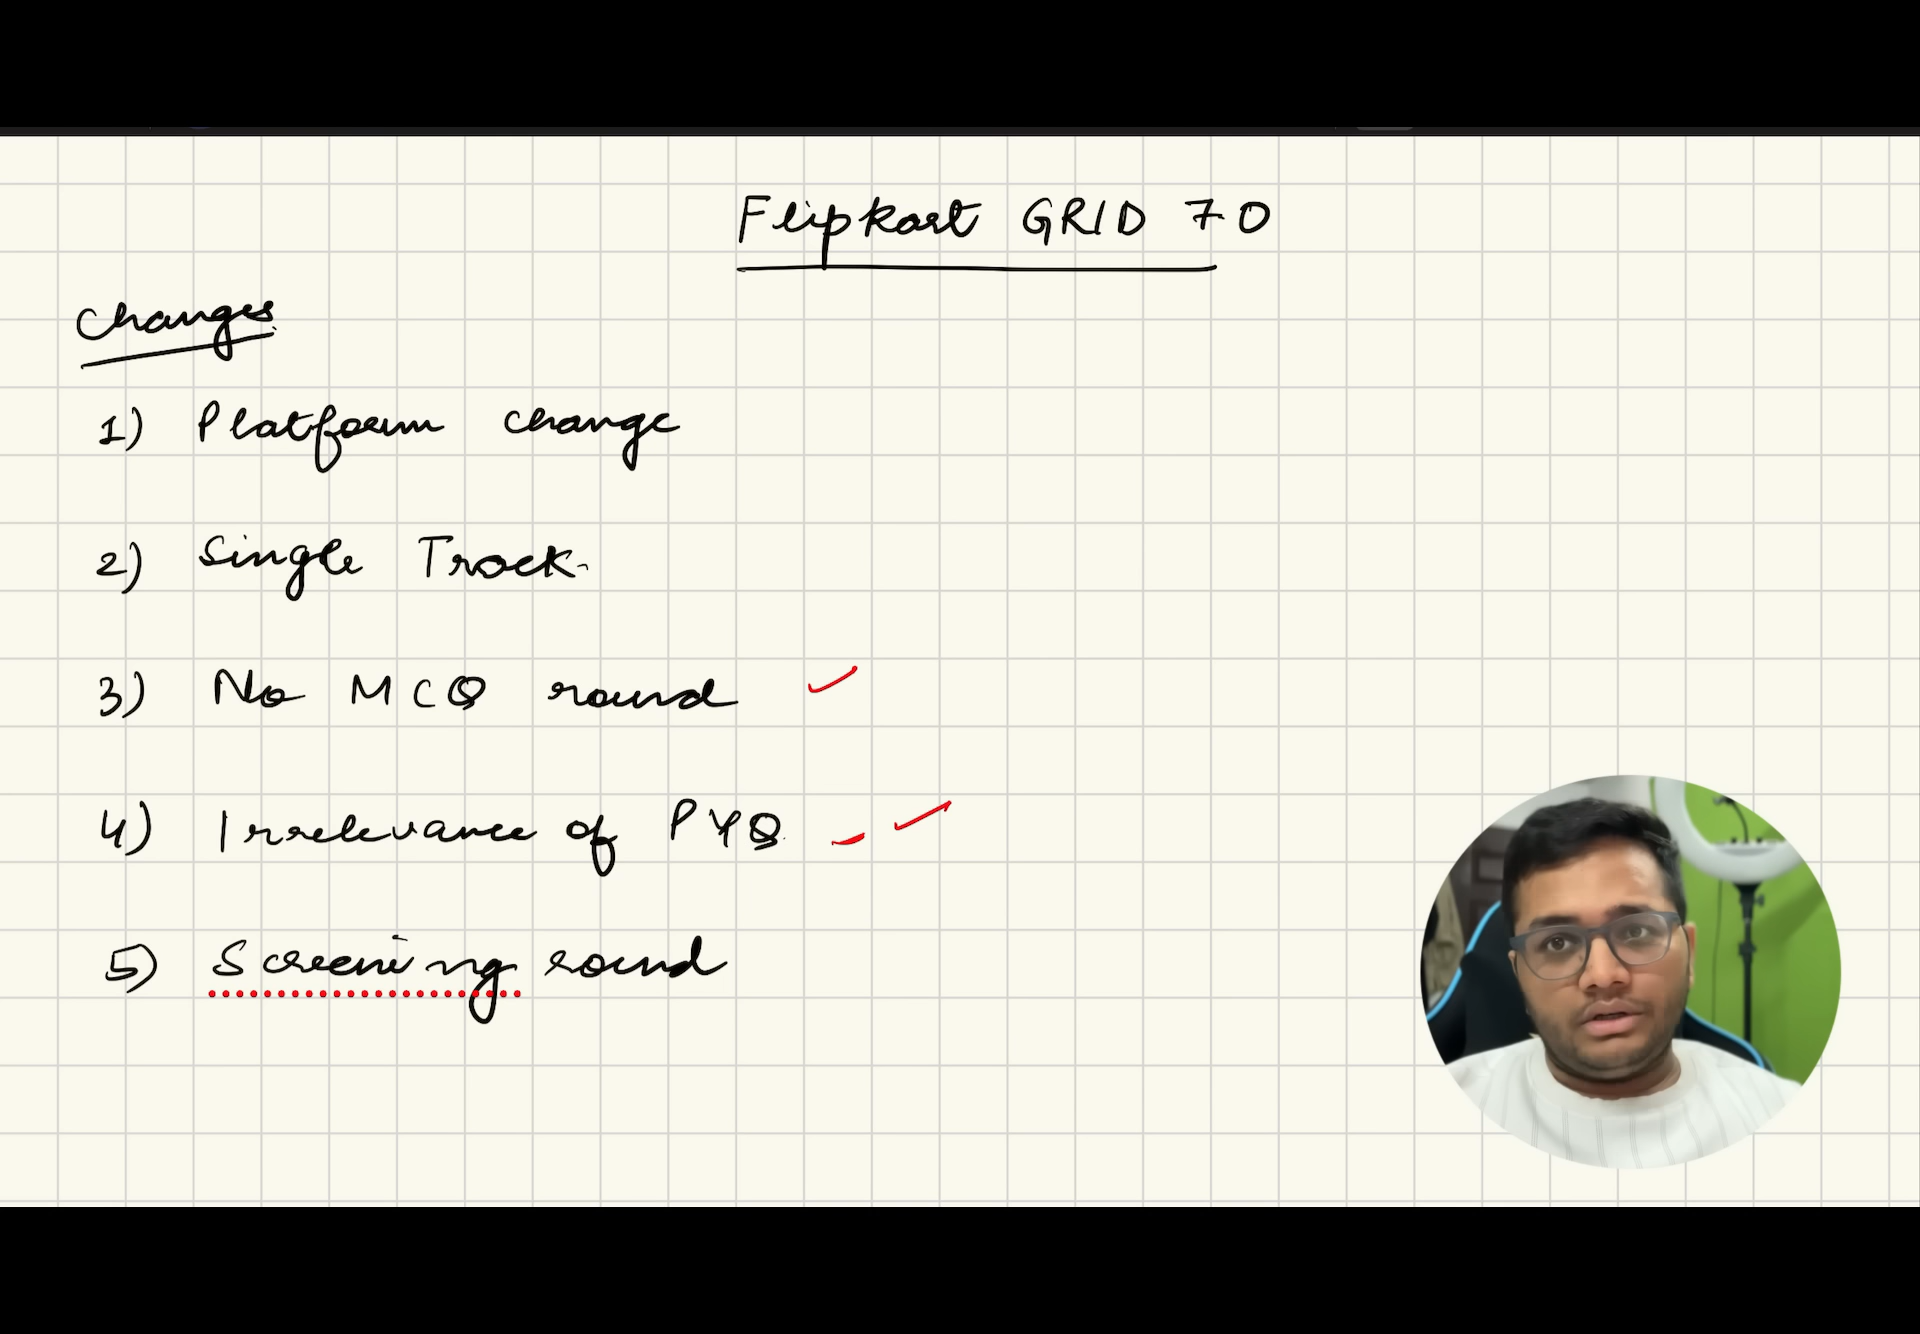 Flipkart GRID 7.0
Changes
1) Platform change
2) Single Track
3) No MCQ round
4) Irrelevance of PYQ
5) Screening round